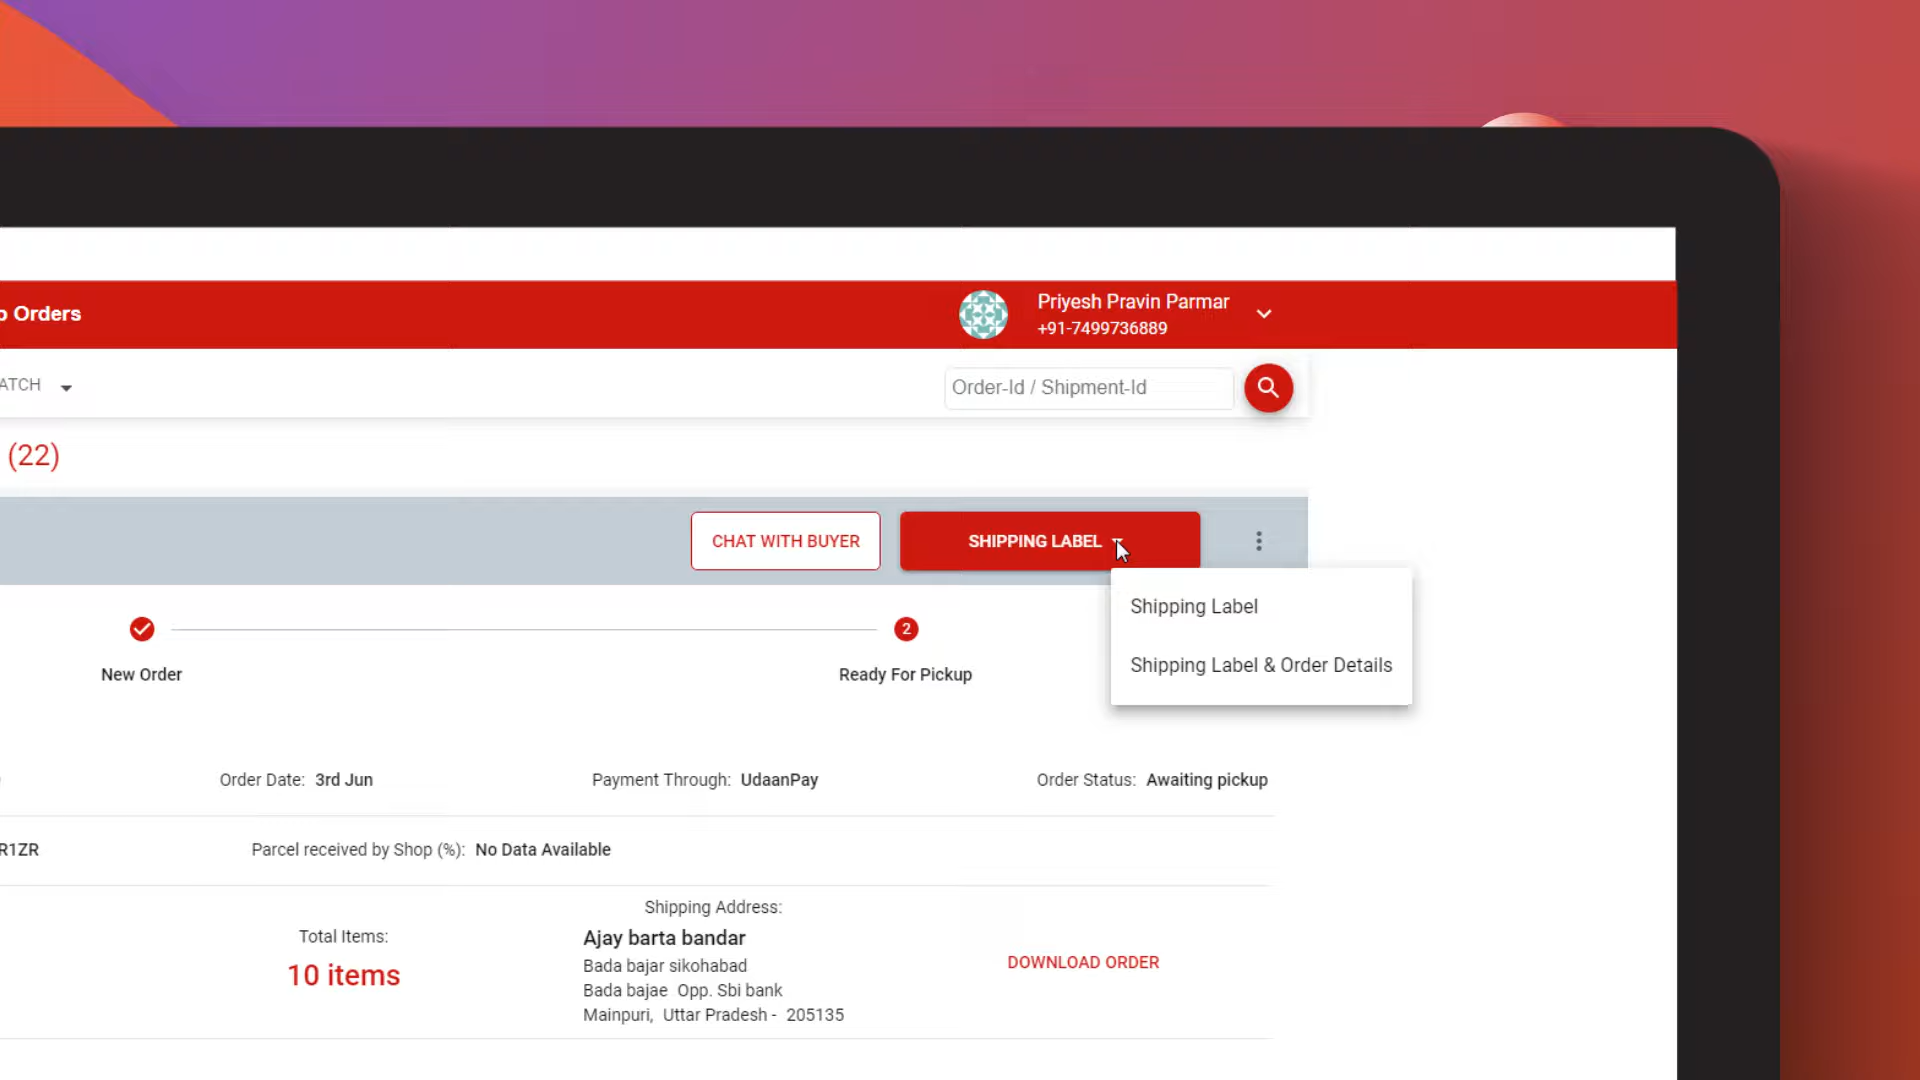 Orders
Priyesh Pravin Parmar
+91-7499736889
ATCH
Order-Id / Shipment-Id
(22)
CHAT WITH BUYER
SHIPPING LABEL
Shipping Label
Shipping Label & Order Details
2
New Order
Ready For Pickup
Order Date: 3rd Jun
Payment Through: UdaanPay
Order Status: Awaiting pickup
R1ZR
Parcel received by Shop (%): No Data Available
Shipping Address:
Total Items:
Ajay barta bandar
10 items
Bada bajar sikohabad
DOWNLOAD ORDER
Bada bajae Opp. Sbi bank
Mainpuri, Uttar Pradesh - 205135